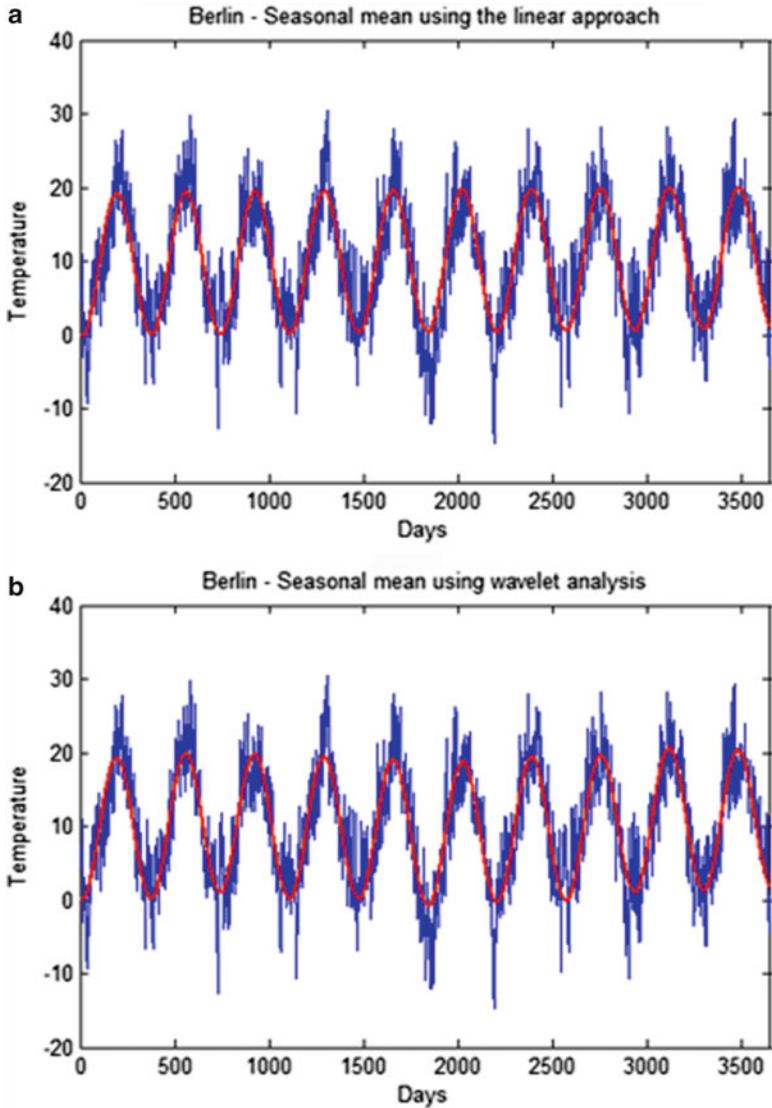 a
Berlin - Seasonal mean using the linear approach
40
30
20
10
0
-10
-20
Temperature
0 500 1000 1500 2000 2500 3000 3500
Days
b
Berlin - Seasonal mean using wavelet analysis
40
30
20
10
0
-10
-20
Temperature
0 500 1000 1500 2000 2500 3000 3500
Days